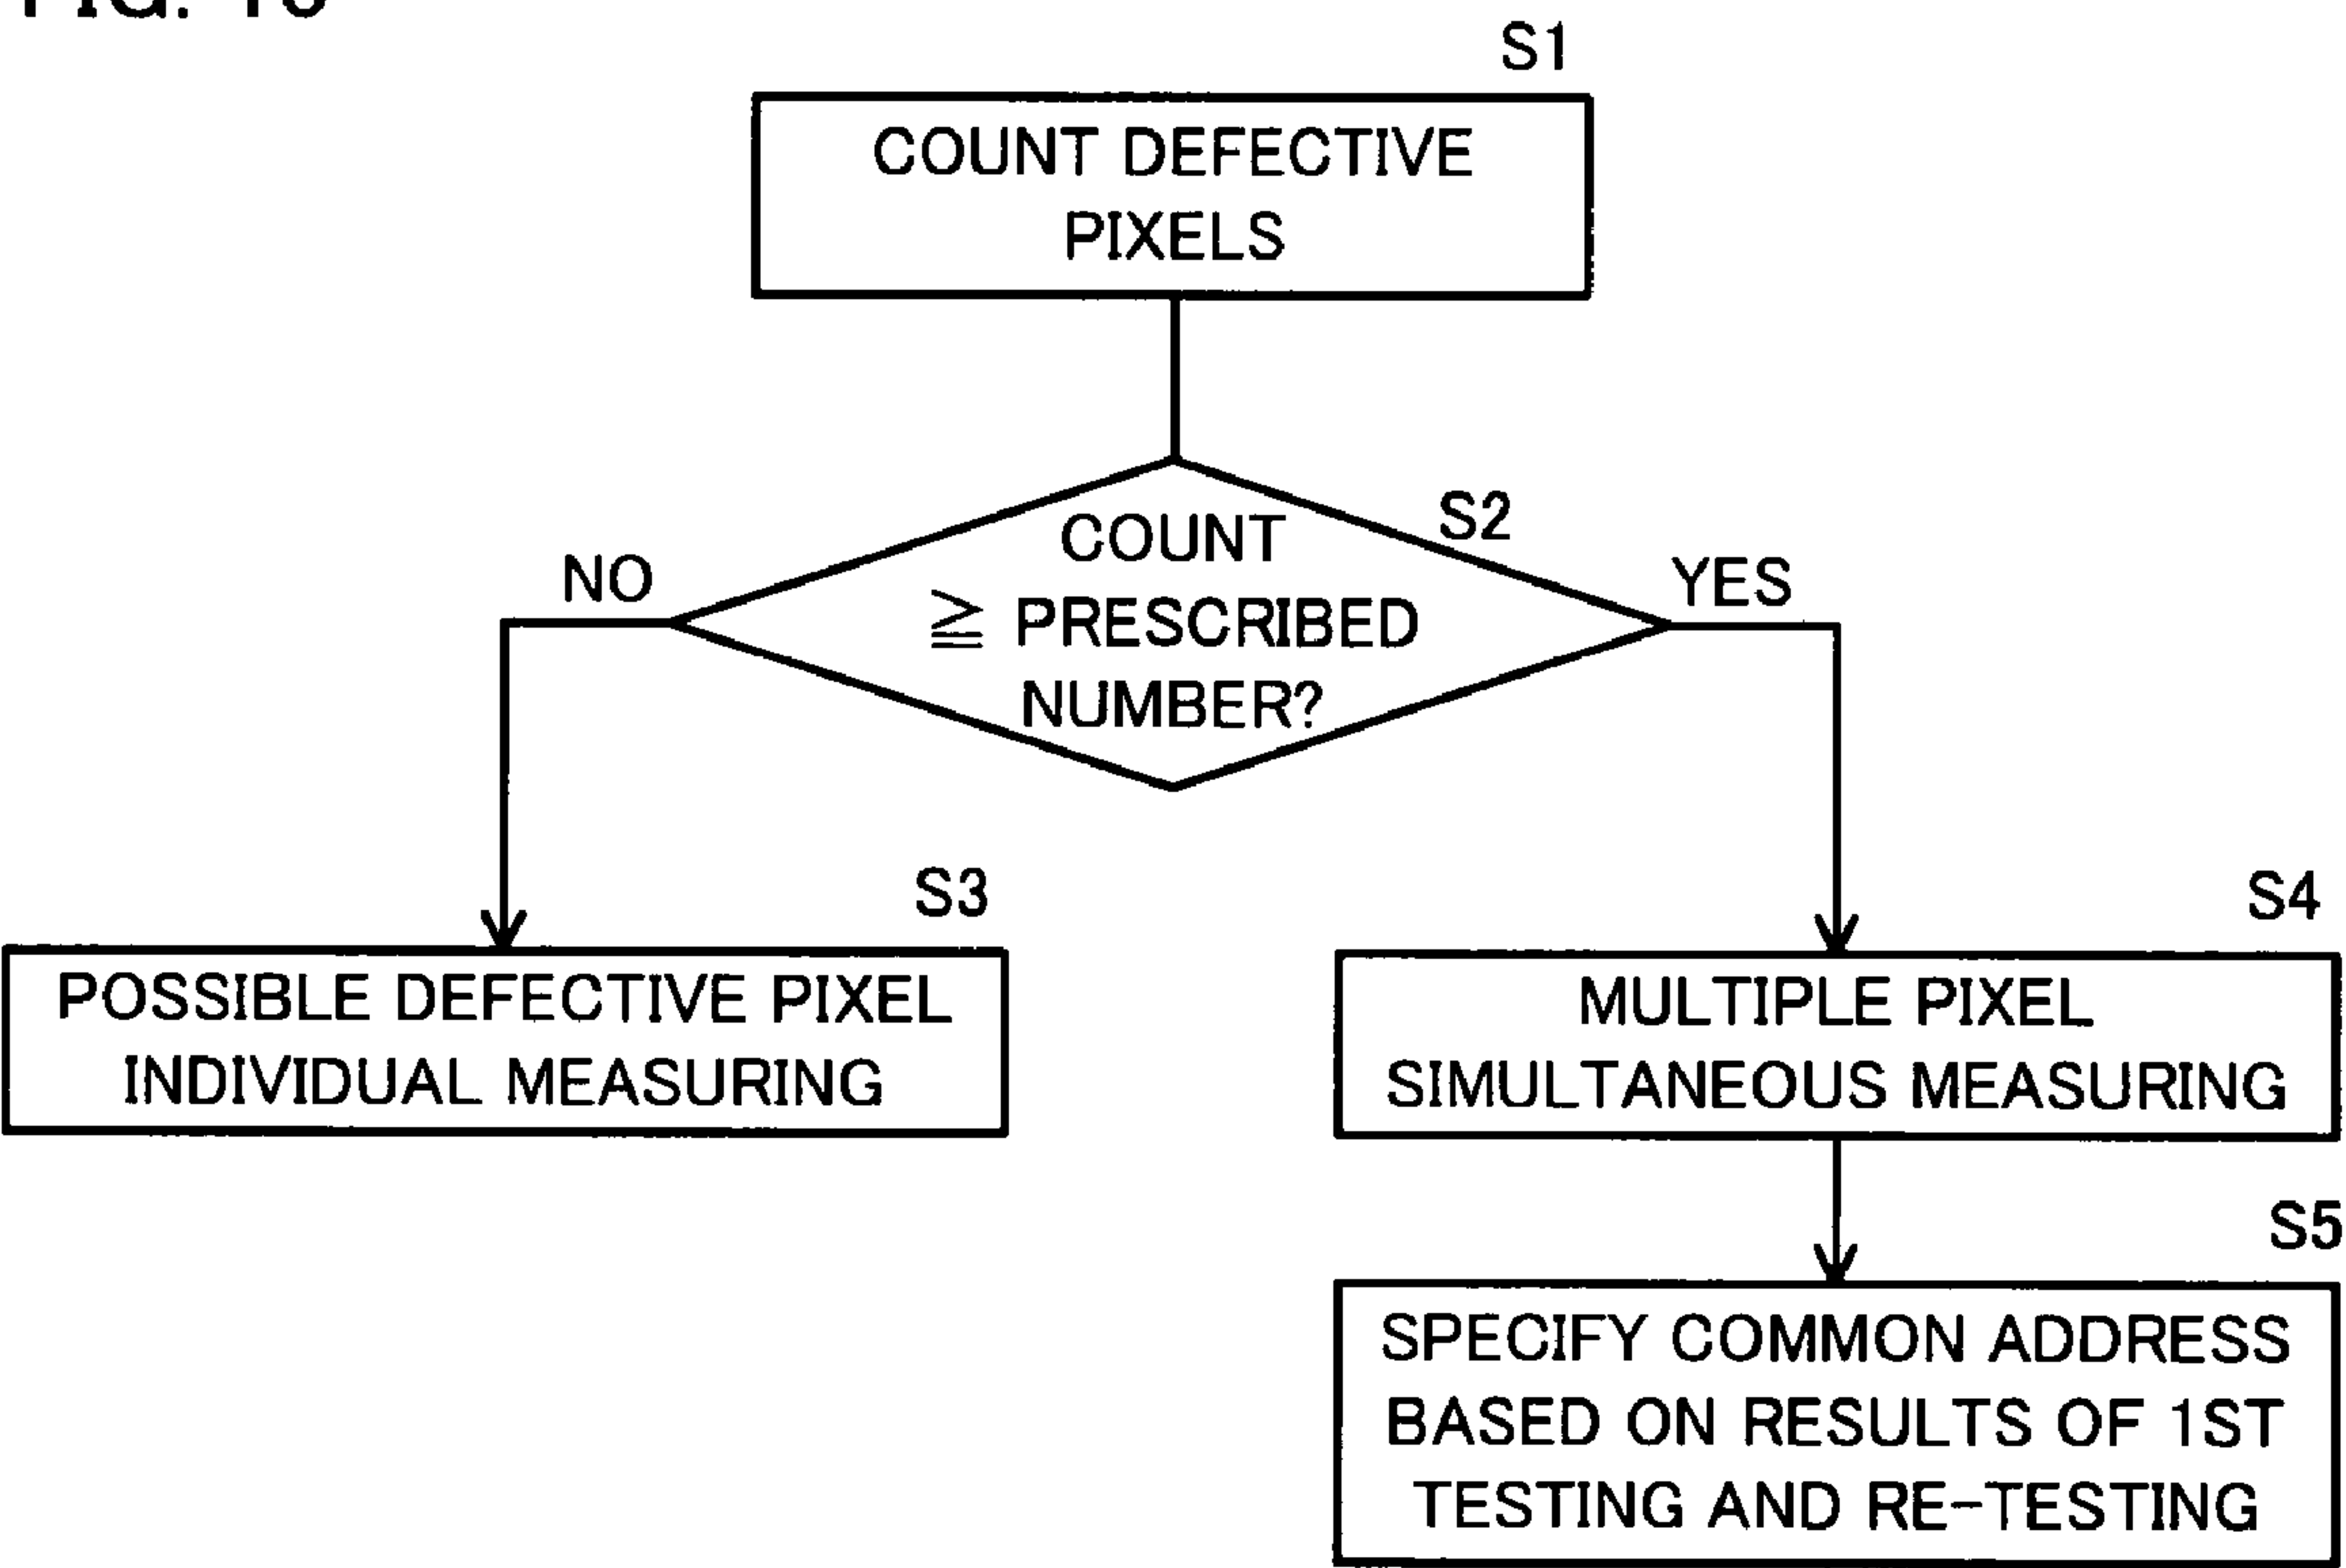 S1
COUNT DEFECTIVE
PIXELS
S2
COUNT
≧ PRESCRIBED
NUMBER?
NO
YES
S3
POSSIBLE DEFECTIVE PIXEL
INDIVIDUAL MEASURING
S4
MULTIPLE PIXEL
SIMULTANEOUS MEASURING
S5
SPECIFY COMMON ADDRESS
BASED ON RESULTS OF 1ST
TESTING AND RE-TESTING